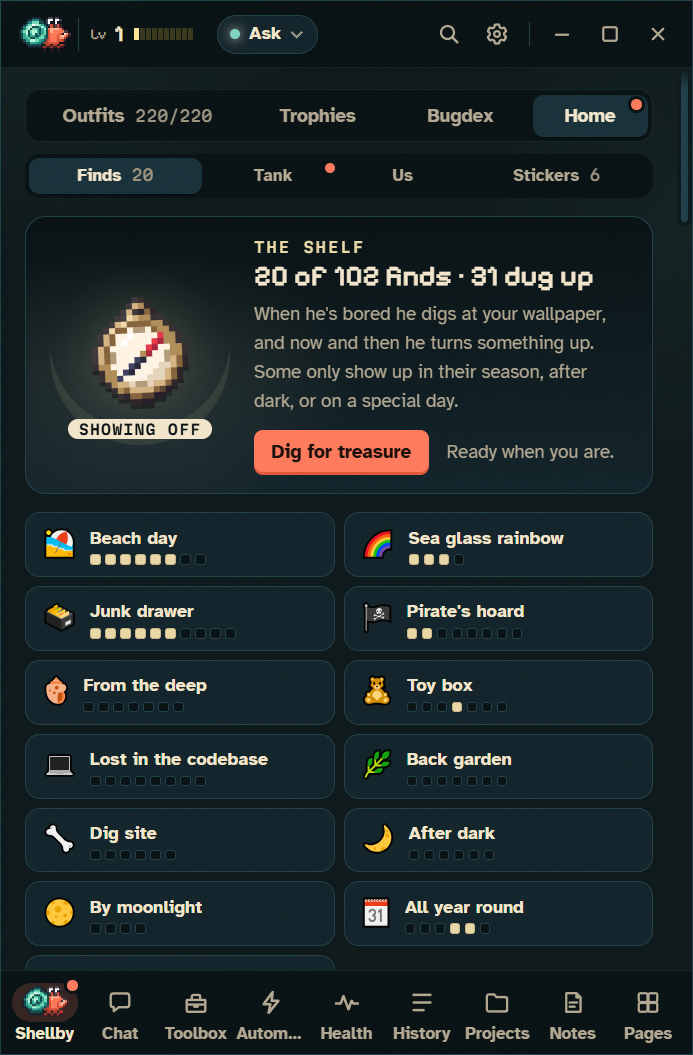 Lv 1
Ask
Outfits 220/220
Trophies
Bugdex
Home
Finds 20
Tank
Us
Stickers 6
THE SHELF
20 of 102 finds · 31 dug up
When he's bored he digs at your wallpaper,
and now and then he turns something up.
Some only show up in their season, after
dark, or on a special day.
SHOWING OFF
Dig for treasure
Ready when you are.
Beach day
Sea glass rainbow
Junk drawer
Pirate's hoard
From the deep
Toy box
Lost in the codebase
Back garden
Dig site
After dark
By moonlight
31
All year round
Shellby
Chat
Toolbox
Autom...
Health
History
Projects
Notes
Pages